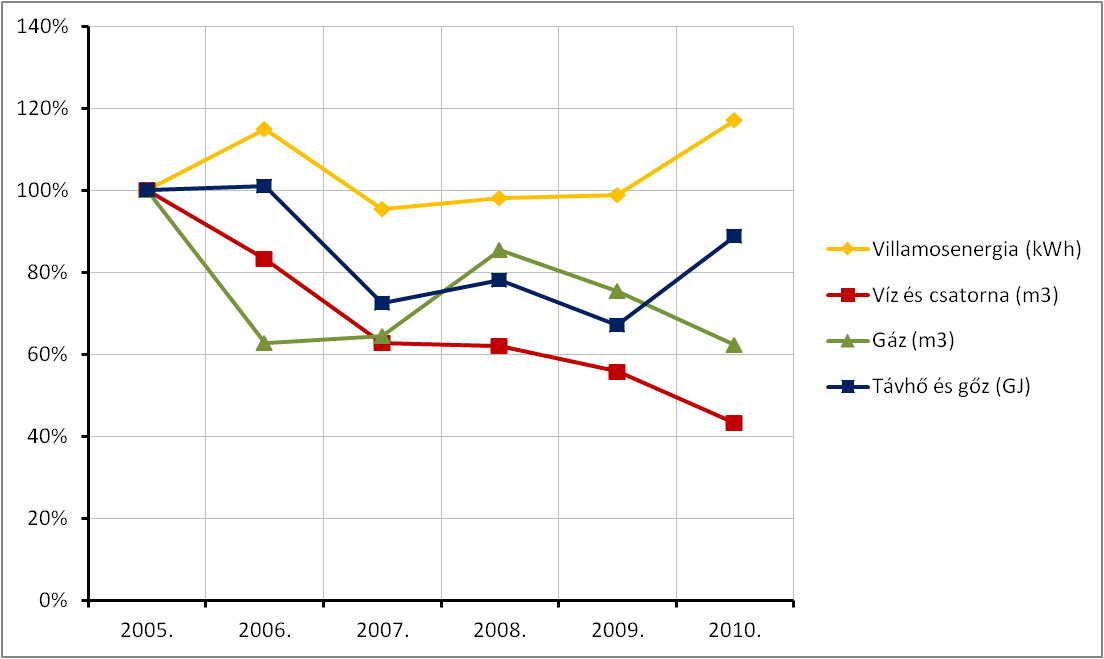 140%
120%
100%
80%
60%
40%
20%
0%
2005. 2006. 2007. 2008. 2009. 2010.
Villamosenergia (kWh)
Víz és csatorna (m3)
Gáz (m3)
Távhő és gőz (GJ)